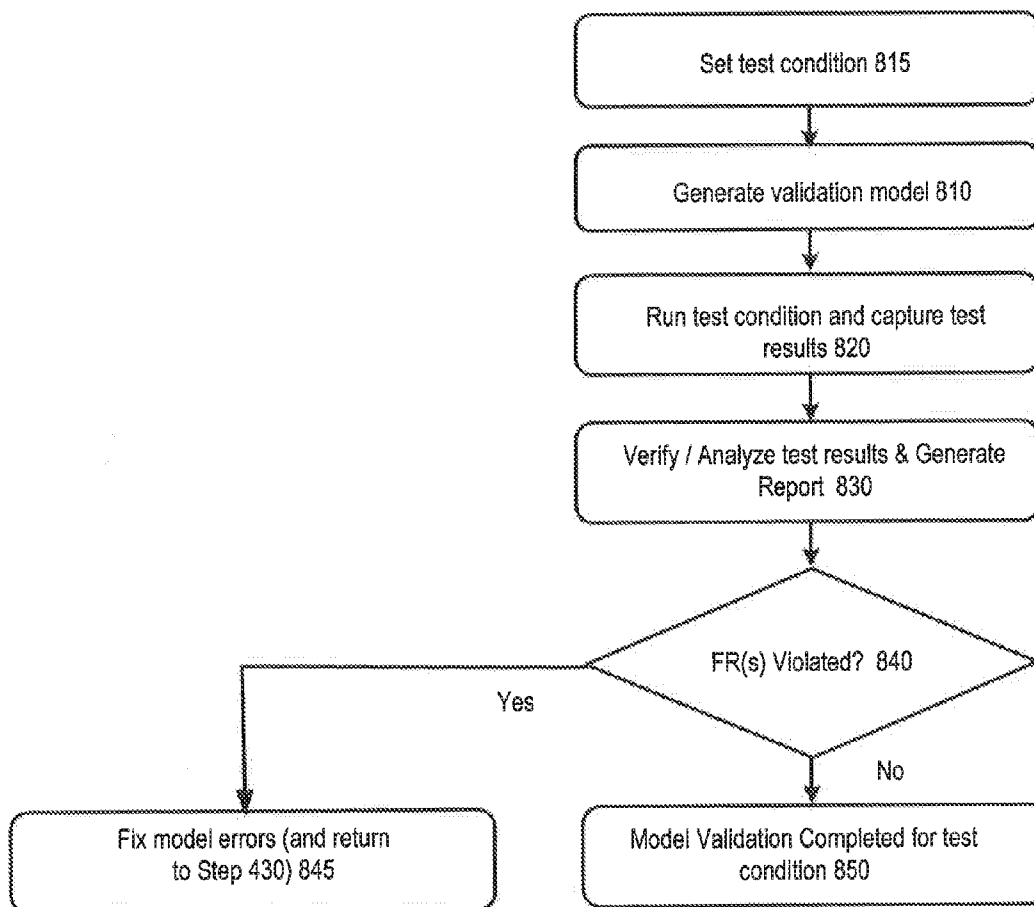 Set test condition 815
Generate validation model 810
Run test condition and capture test
results 820
Verify / Analyze test results & Generate
Report 830
FR(s) Violated? 840
Yes
No
Fix model errors (and return
to Step 430) 845
Model Validation Completed for test
condition 850